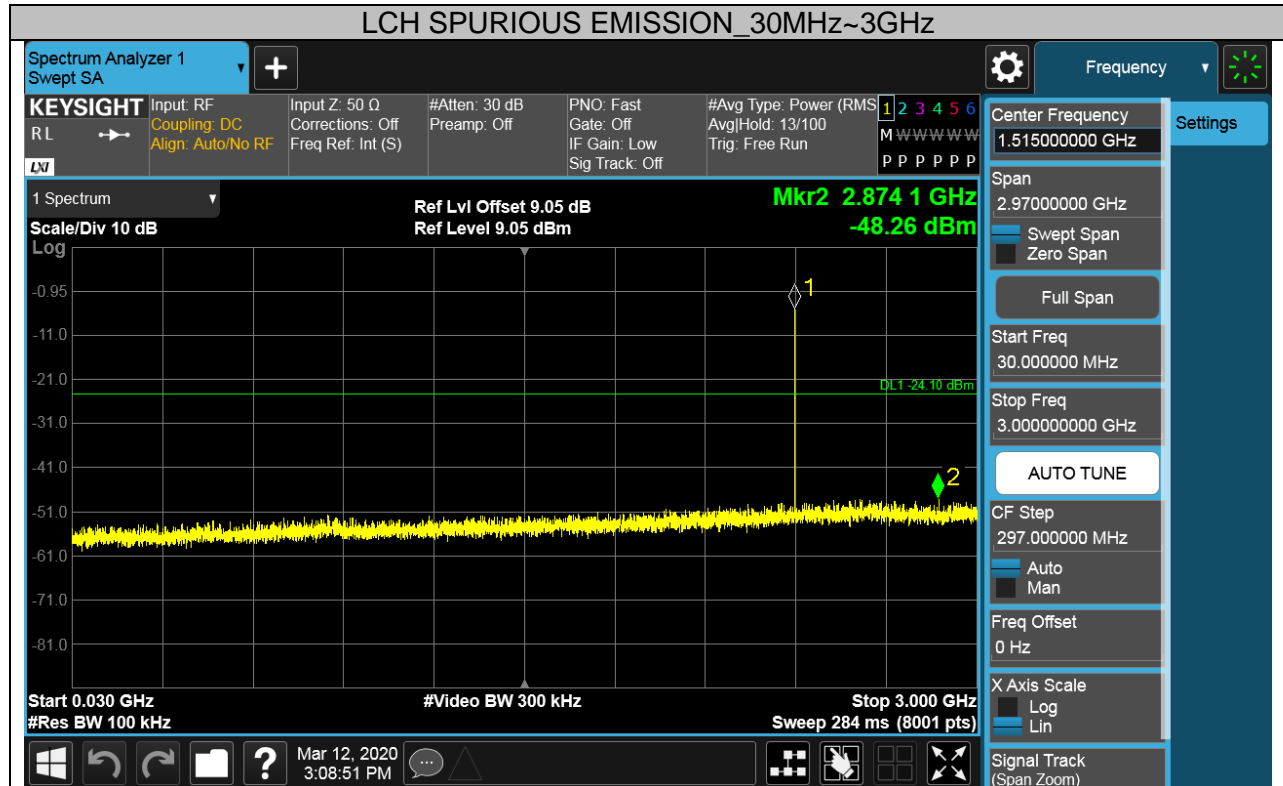 LCH SPURIOUS EMISSION_30MHz~3GHz
Spectrum Analyzer 1
Swept SA
Frequency
KEYSIGHT
RL
LXI
Input: RF
Coupling: DC
Align: Auto/No RF
Input Z: 50 Ω
Corrections: Off
Freq Ref: Int (S)
#Atten: 30 dB
Preamp: Off
PNO: Fast
Gate: Off
IF Gain: Low
Sig Track: Off
#Avg Type: Power (RMS
Avg|Hold: 13/100
Trig: Free Run
1 2 3 4 5 6
M W W W W W
P P P P P P
1 Spectrum
Scale/Div 10 dB
Ref Lvl Offset 9.05 dB
Ref Level 9.05 dBm
Mkr2 2.874 1 GHz
-48.26 dBm
Log
-0.95
-11.0
-21.0
-31.0
-41.0
-51.0
-61.0
-71.0
-81.0
1
DL1 -24.10 dBm
2
Start 0.030 GHz
#Res BW 100 kHz
#Video BW 300 kHz
Stop 3.000 GHz
Sweep 284 ms (8001 pts)
Mar 12, 2020
3:08:51 PM
Center Frequency
1.515000000 GHz
Settings
Span
2.97000000 GHz
Swept Span
Zero Span
Full Span
Start Freq
30.000000 MHz
Stop Freq
3.000000000 GHz
AUTO TUNE
CF Step
297.000000 MHz
Auto
Man
Freq Offset
0 Hz
X Axis Scale
Log
Lin
Signal Track
(Span Zoom)